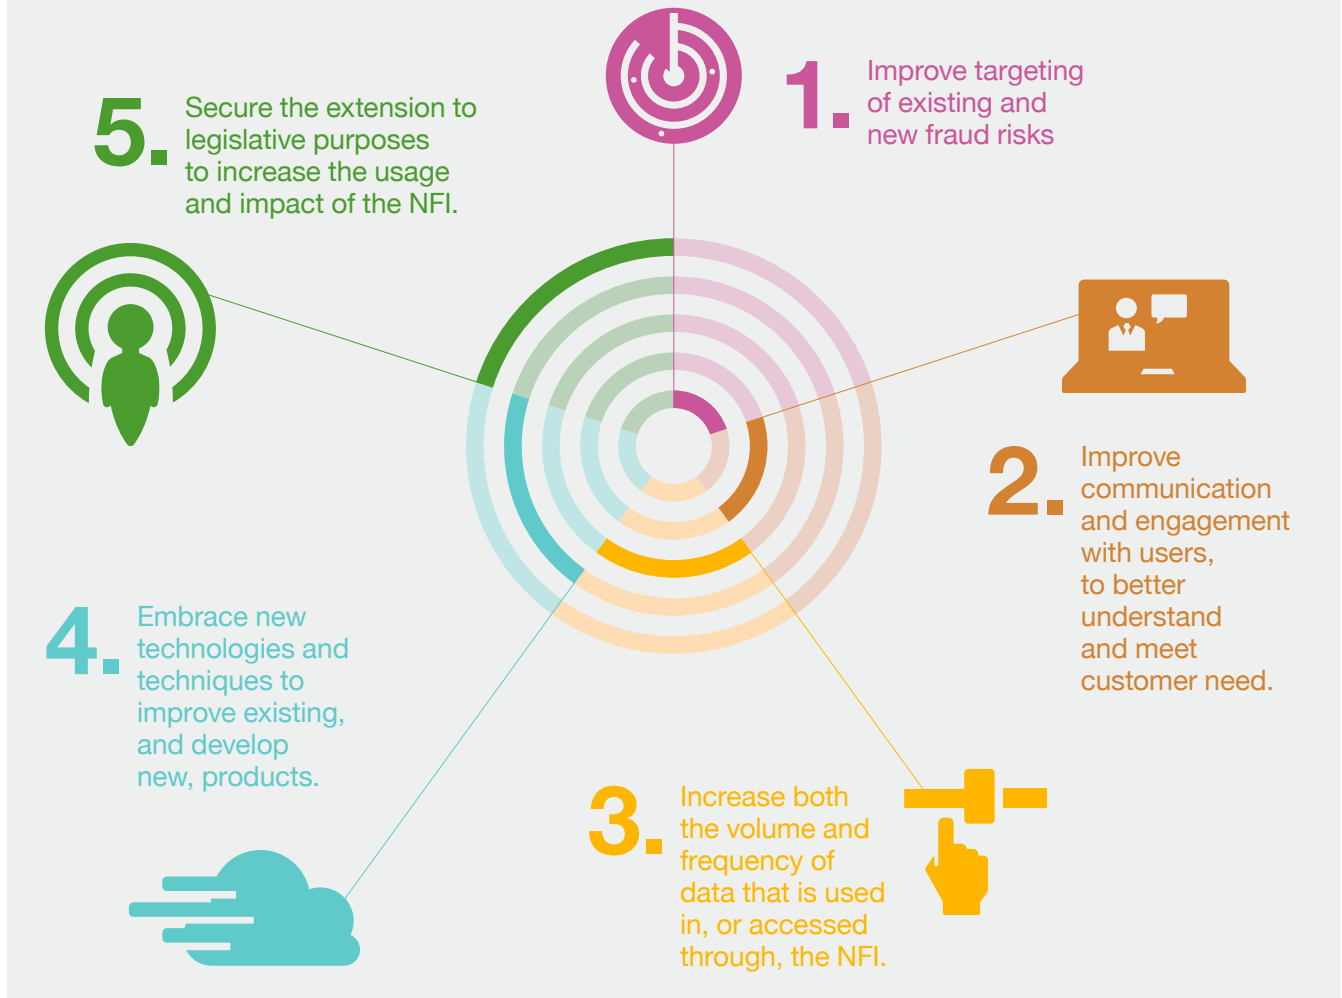 1.
Improve targeting
of existing and
new fraud risks
2.
Improve
communication
and engagement
with users,
to better
understand
and meet
customer need.
3.
Increase both
the volume and
frequency of
data that is used
in, or accessed
through, the NFI.
4.
Embrace new
technologies and
techniques to
improve existing,
and develop
new, products.
5.
Secure the extension to
legislative purposes
to increase the usage
and impact of the NFI.